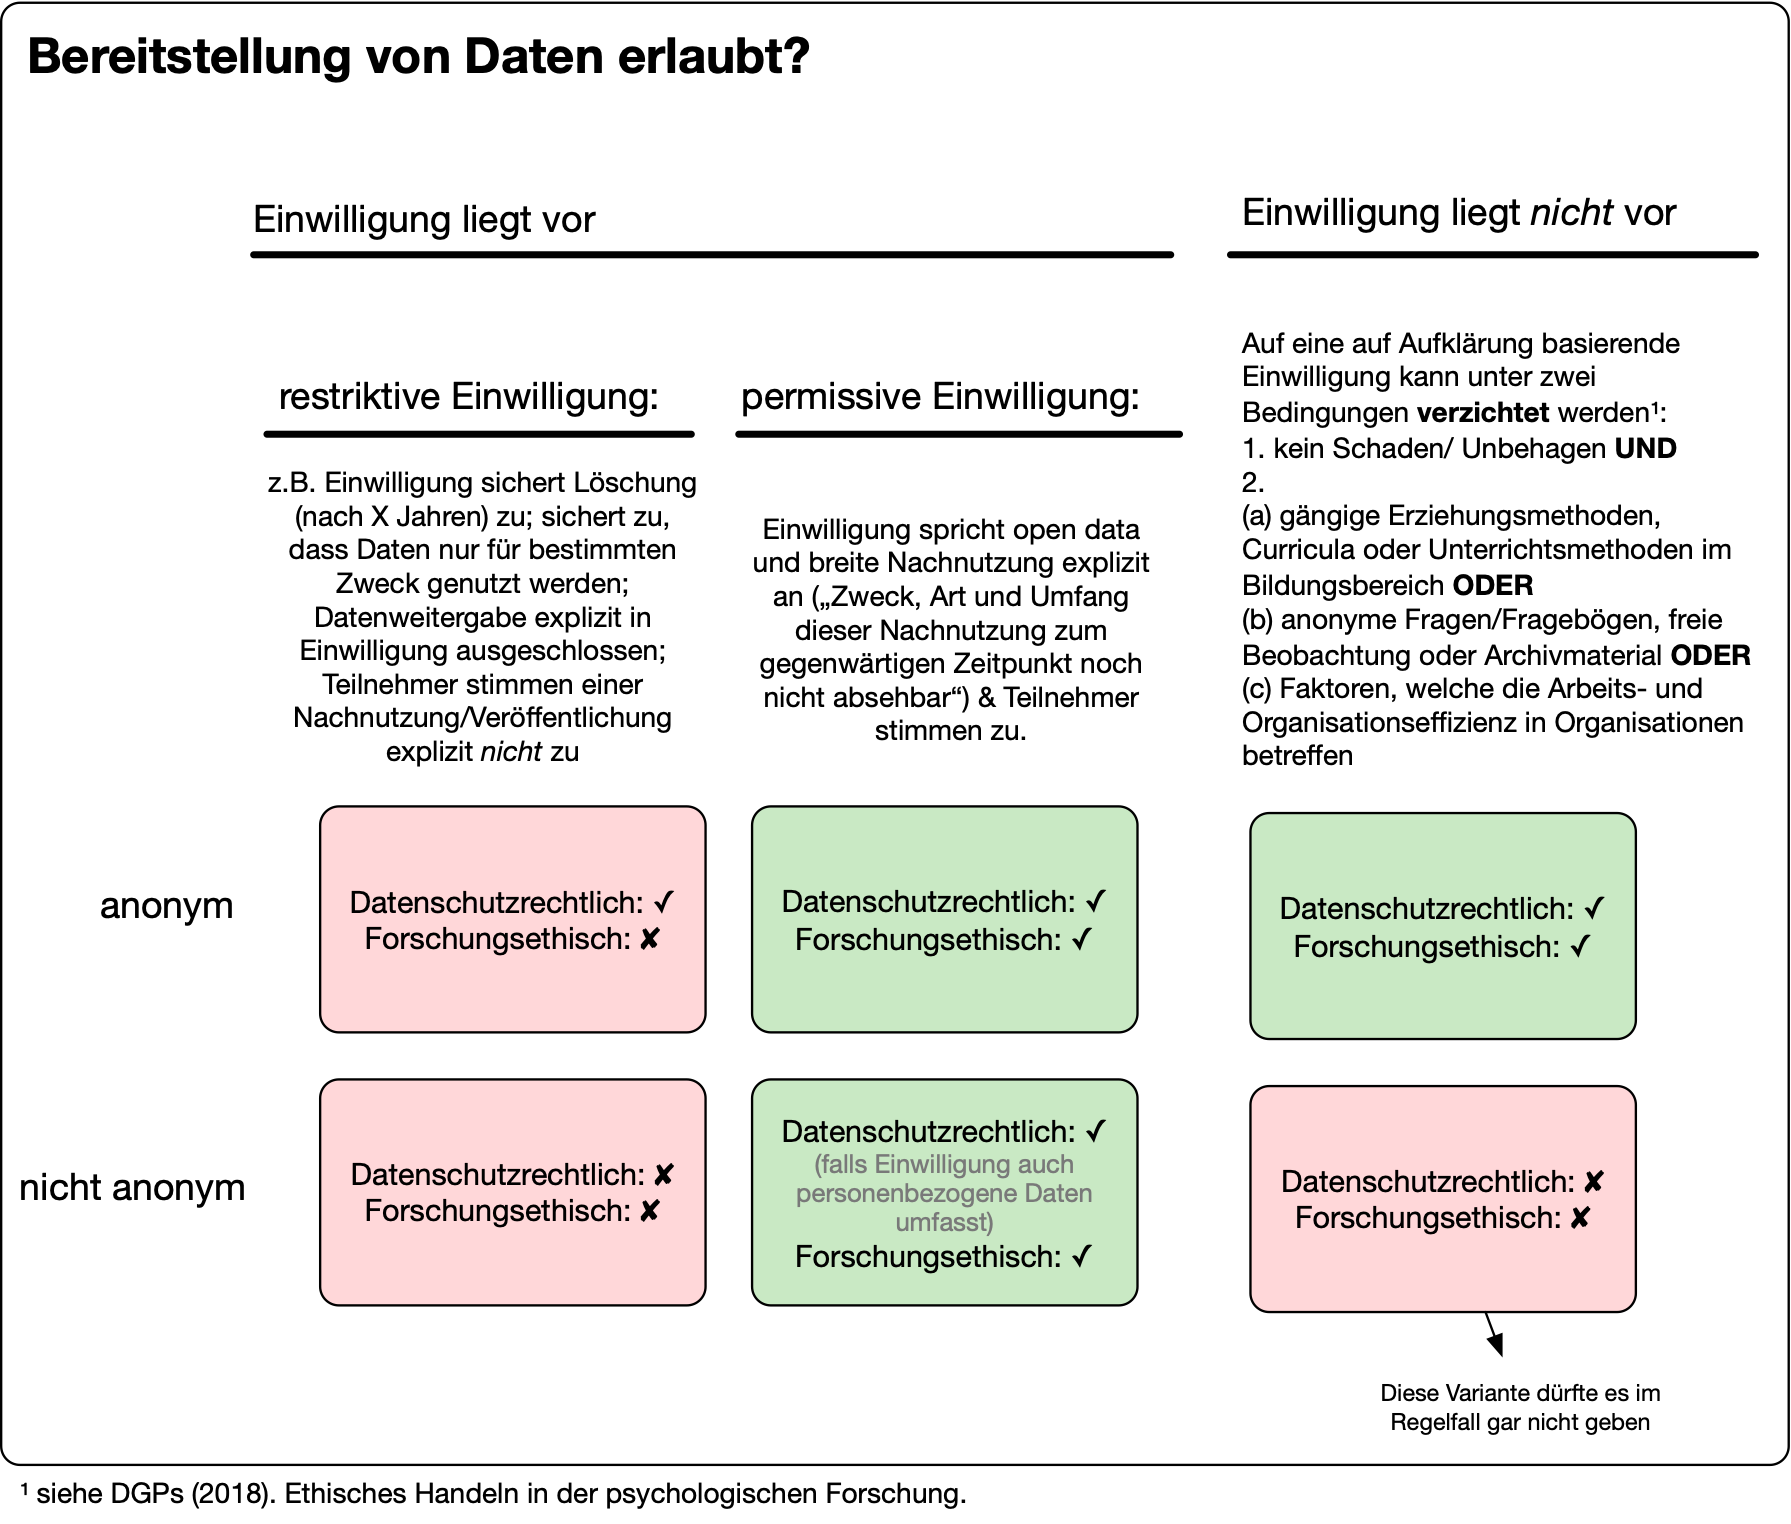 Bereitstellung von Daten erlaubt?
Einwilligung liegt vor
restriktive Einwilligung:
z.B. Einwilligung sichert Löschung
(nach X Jahren) zu; sichert zu,
dass Daten nur für bestimmten
Zweck genutzt werden;
Datenweitergabe explizit in
Einwilligung ausgeschlossen;
Teilnehmer stimmen einer
Nachnutzung/Veröffentlichung
explizit nicht zu
permissive Einwilligung:
Einwilligung spricht open data
und breite Nachnutzung explizit
an („Zweck, Art und Umfang
dieser Nachnutzung zum
gegenwärtigen Zeitpunkt noch
nicht absehbar“) & Teilnehmer
stimmen zu.
Einwilligung liegt nicht vor
Auf eine auf Aufklärung basierende
Einwilligung kann unter zwei
Bedingungen verzichtet werden¹:
1. kein Schaden/ Unbehagen UND
2.
(a) gängige Erziehungsmethoden,
Curricula oder Unterrichtsmethoden im
Bildungsbereich ODER
(b) anonyme Fragen/Fragebögen, freie
Beobachtung oder Archivmaterial ODER
(c) Faktoren, welche die Arbeits- und
Organisationseffizienz in Organisationen
betreffen
anonym
Datenschutzrechtlich: ✓
Forschungsethisch: ✘
Datenschutzrechtlich: ✓
Forschungsethisch: ✓
Datenschutzrechtlich: ✓
Forschungsethisch: ✓
nicht anonym
Datenschutzrechtlich: ✘
Forschungsethisch: ✘
Datenschutzrechtlich: ✓
(falls Einwilligung auch
personenbezogene Daten
umfasst)
Forschungsethisch: ✓
Datenschutzrechtlich: ✘
Forschungsethisch: ✘
Diese Variante dürfte es im
Regelfall gar nicht geben
¹ siehe DGPs (2018). Ethisches Handeln in der psychologischen Forschung.